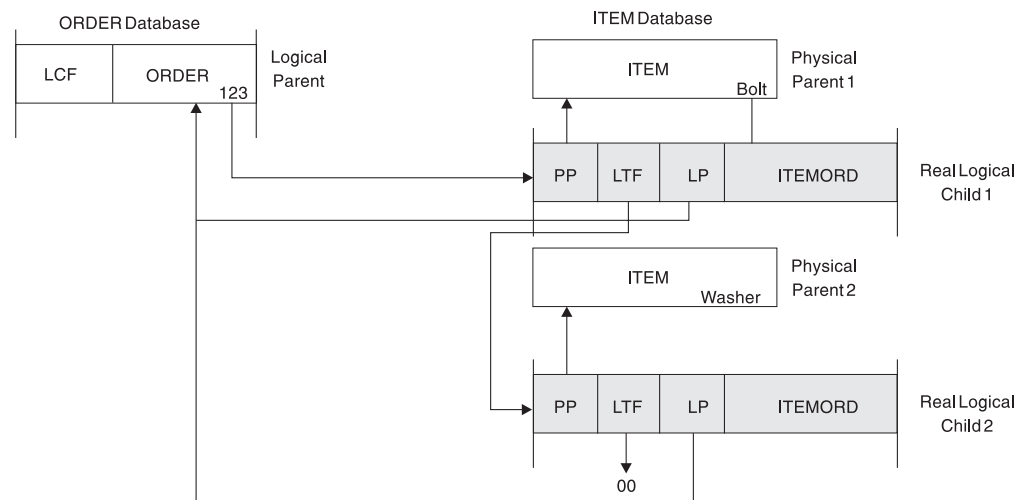 ORDER Database
ITEM Database
LCF
ORDER
123
Logical
Parent
ITEM
Bolt
Physical
Parent 1
PP
LTF
LP
ITEMORD
Real Logical
Child 1
ITEM
Washer
Physical
Parent 2
PP
LTF
LP
ITEMORD
Real Logical
Child 2
00